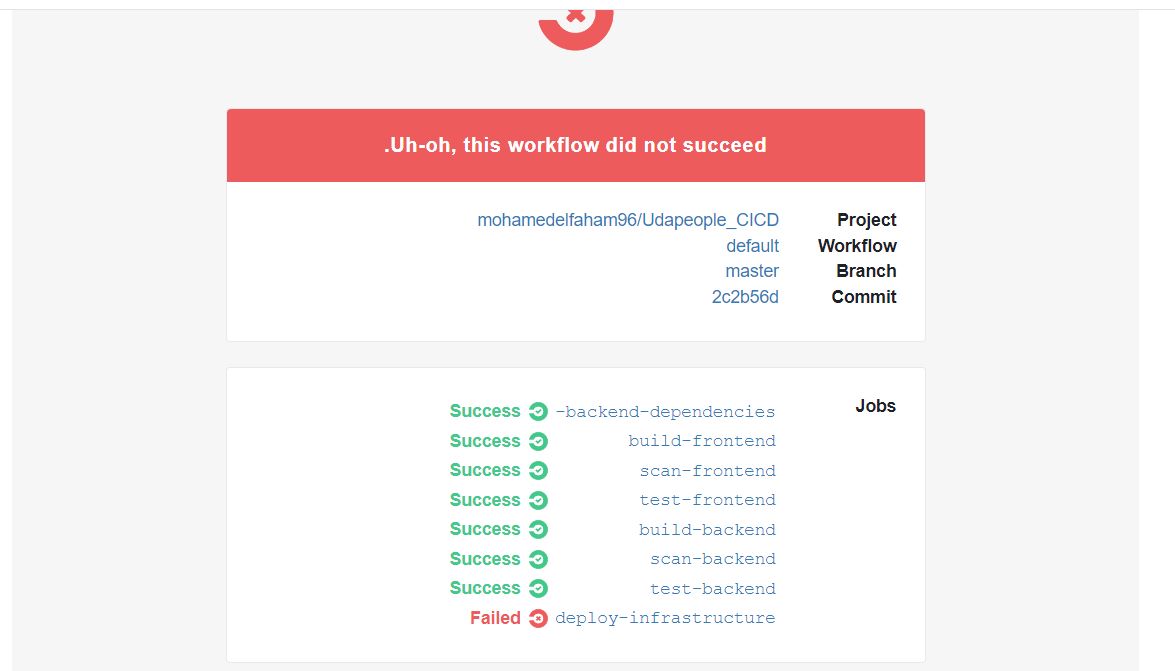 .Uh-oh, this workflow did not succeed
Project mohamedelfaham96/Udapeople_CICD
Workflow default
Branch master
Commit 2c2b56d
Jobs
-backend-dependencies Success
build-frontend Success
scan-frontend Success
test-frontend Success
build-backend Success
scan-backend Success
test-backend Success
deploy-infrastructure Failed